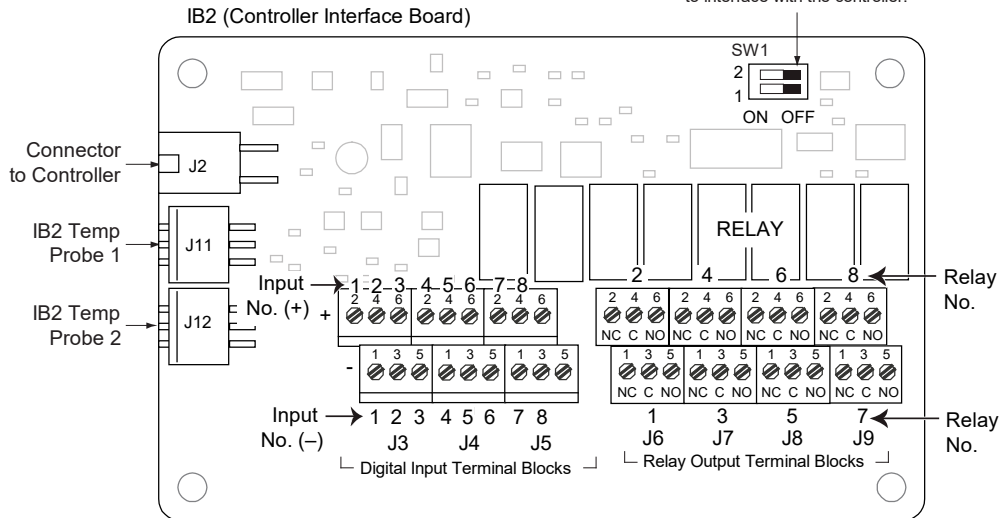 to interface with the controller.
IB2 (Controller Interface Board)
SW1
2
1
ON OFF
Connector
to Controller
J2
IB2 Temp
Probe 1
J11
IB2 Temp
Probe 2
J12
RELAY
Input
No. (+)
1 2 3 4 5 6 7 8
2 4 6 2 4 6 2 4 6
+
2 4 6 8
Relay
No.
2 4 6 2 4 6 2 4 6 2 4 6
NC C NO NC C NO NC C NO NC C NO
-
1 3 5 1 3 5 1 3 5
1 3 5 1 3 5 1 3 5 1 3 5
NC C NO NC C NO NC C NO NC C NO
Input
No. (–)
1 2 3 4 5 6 7 8
J3 J4 J5
Digital Input Terminal Blocks
1 3 5 7
J6 J7 J8 J9
Relay
No.
Relay Output Terminal Blocks